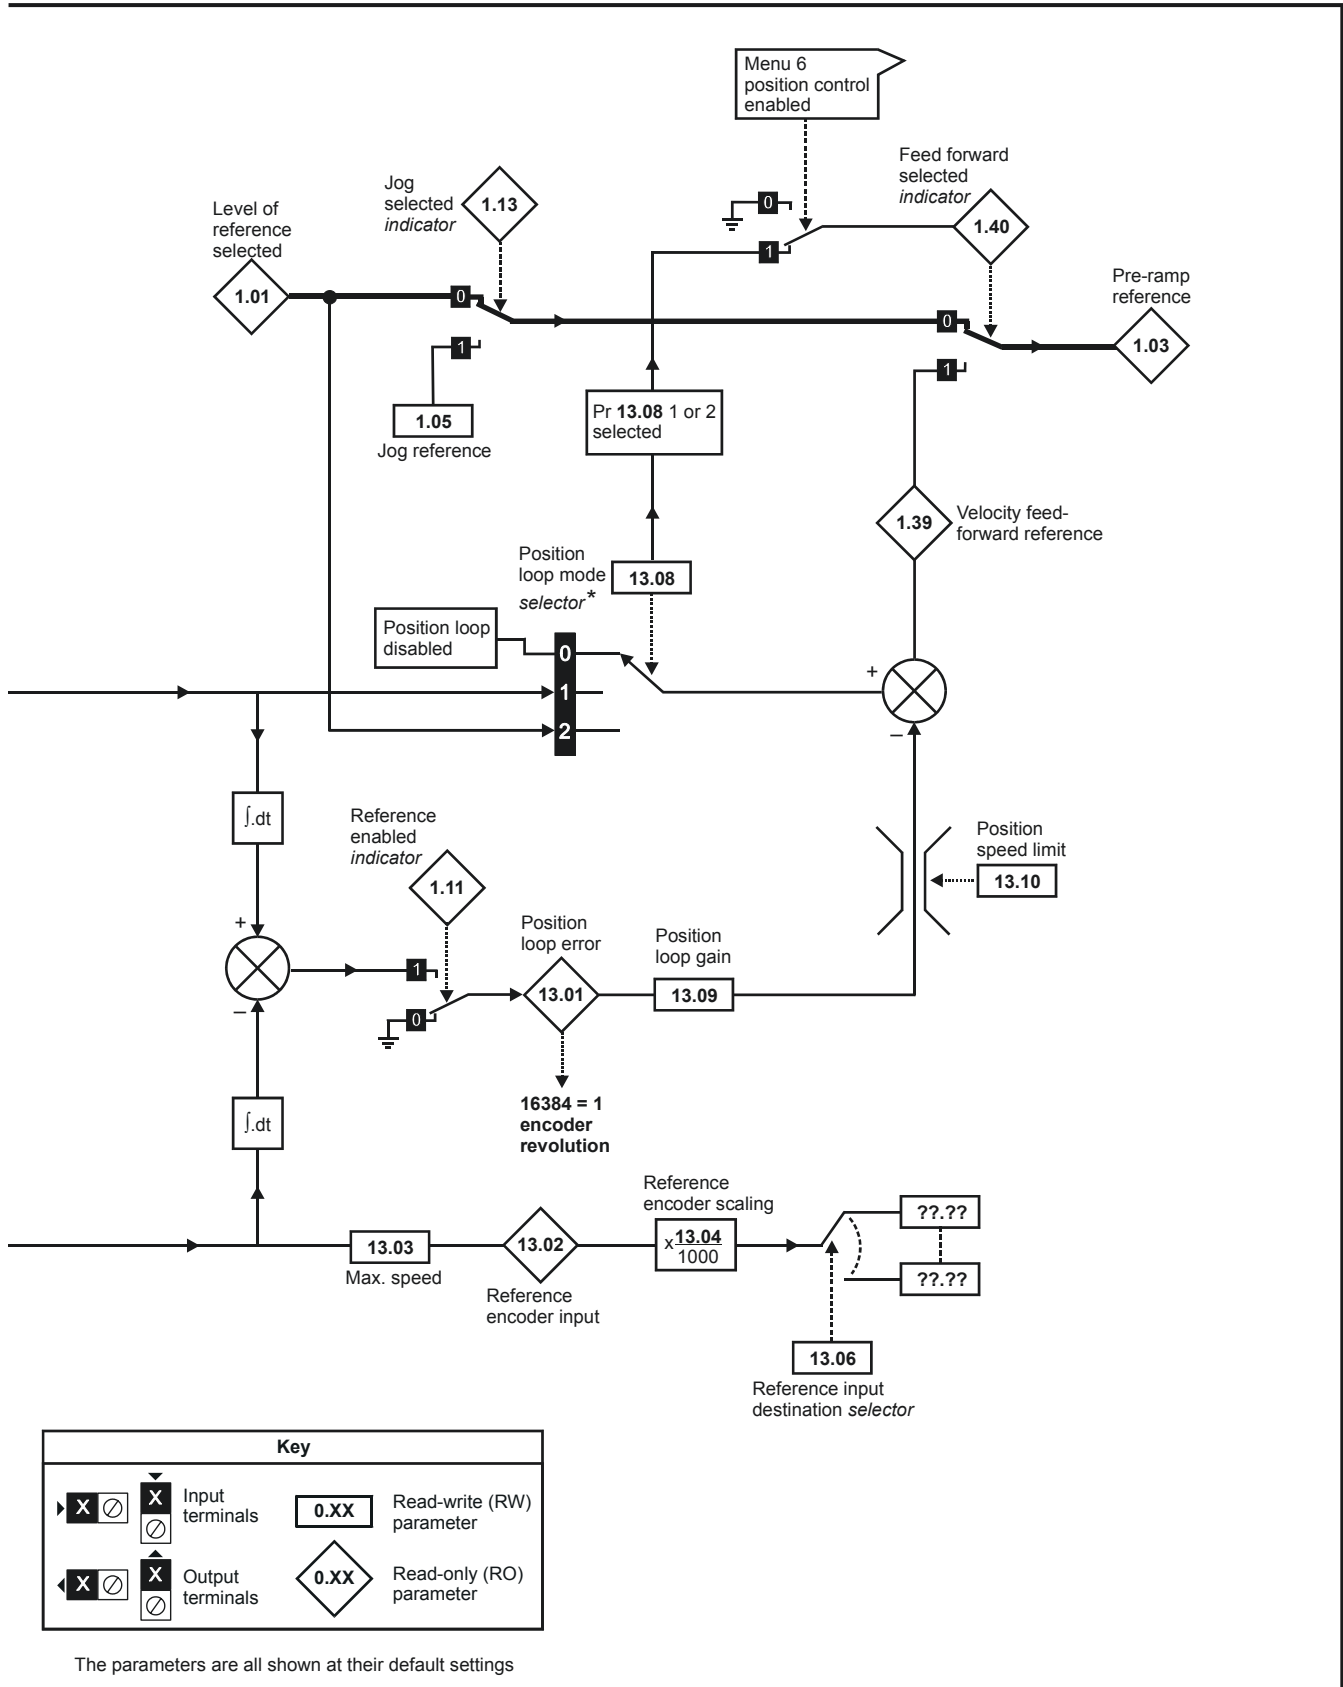 Menu 6
position control
enabled
Feed forward
selected
indicator
Jog
selected
indicator
1.13
0
1.40
Level of
reference
selected
1
Pre-ramp
reference
1.01
0
0
1.03
1
1
1.05
Jog reference
Pr 13.08 1 or 2
selected
1.39
Velocity feed-
forward reference
Position
loop mode
selector*
13.08
Position loop
disabled
0
1
2
+
–
∫.dt
Reference
enabled
indicator
1.11
Position
speed limit
13.10
+
Position
loop error
Position
loop gain
1
13.01
13.09
–
0
16384 = 1
encoder
revolution
∫.dt
Reference
encoder scaling
??.??
13.03
13.02
x13.04
1000
Max. speed
??.??
Reference
encoder input
13.06
Reference input
destination selector
Key
X
X
Input
terminals
0.XX
Read-write (RW)
parameter
X
X
Output
terminals
0.XX
Read-only (RO)
parameter
The parameters are all shown at their default settings